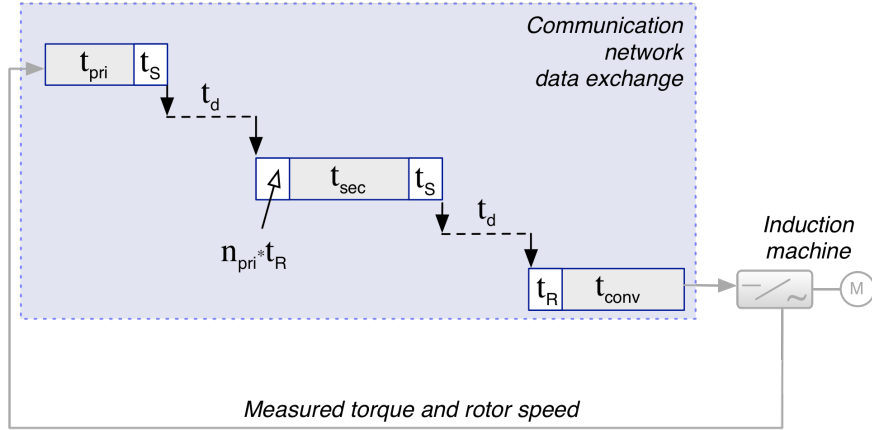 Communication
network
data exchange
t_pri t_S
t_d
t_sec t_S
n_pri*t_R
t_d
t_R t_conv
Induction
machine
M
Measured torque and rotor speed